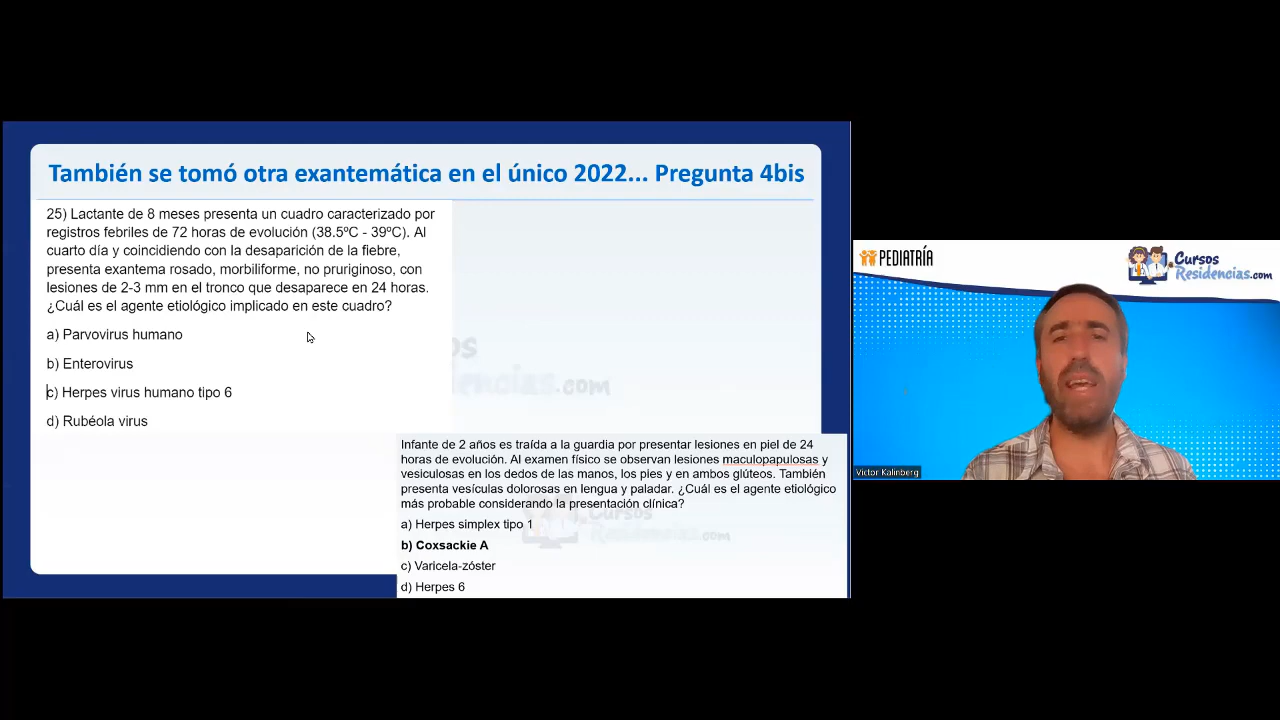 También se tomó otra exantemática en el único 2022... Pregunta 4bis
25) Lactante de 8 meses presenta un cuadro caracterizado por
registros febriles de 72 horas de evolución (38.5ºC - 39ºC). Al
cuarto día y coincidiendo con la desaparición de la fiebre,
presenta exantema rosado, morbiliforme, no pruriginoso, con
lesiones de 2-3 mm en el tronco que desaparece en 24 horas.
¿Cuál es el agente etiológico implicado en este cuadro?
a) Parvovirus humano
b) Enterovirus
c) Herpes virus humano tipo 6
d) Rubéola virus
Infante de 2 años es traída a la guardia por presentar lesiones en piel de 24
horas de evolución. Al examen físico se observan lesiones maculopapulosas y
vesiculosas en los dedos de las manos, los pies y en ambos glúteos. También
presenta vesículas dolorosas en lengua y paladar. ¿Cuál es el agente etiológico
más probable considerando la presentación clínica?
a) Herpes simplex tipo 1
b) Coxsackie A
c) Varicela-zóster
d) Herpes 6
PEDIATRÍA
Cursos
Residencias.com
Victor Kalinberg